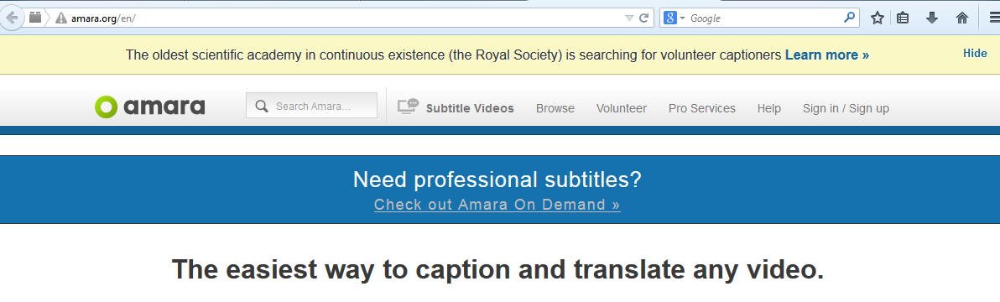 amara.org/en/
Google
The oldest scientific academy in continuous existence (the Royal Society) is searching for volunteer captioners Learn more »
Hide
amara
Search Amara...
Subtitle Videos
Browse
Volunteer
Pro Services
Help
Sign in / Sign up
Need professional subtitles?
Check out Amara On Demand »
The easiest way to caption and translate any video.